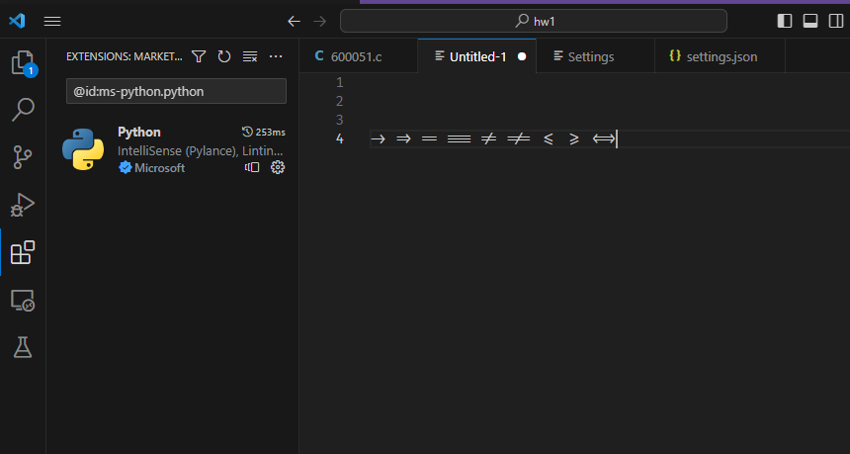 hw1
EXTENSIONS: MARKET...
1
@id:ms-python.python
Python
253ms
IntelliSense (Pylance), Lintin...
Microsoft
C 600051.c
Untitled-1
Settings
{} settings.json
1
2
3
4 -> => == === != !== <= >= <=>